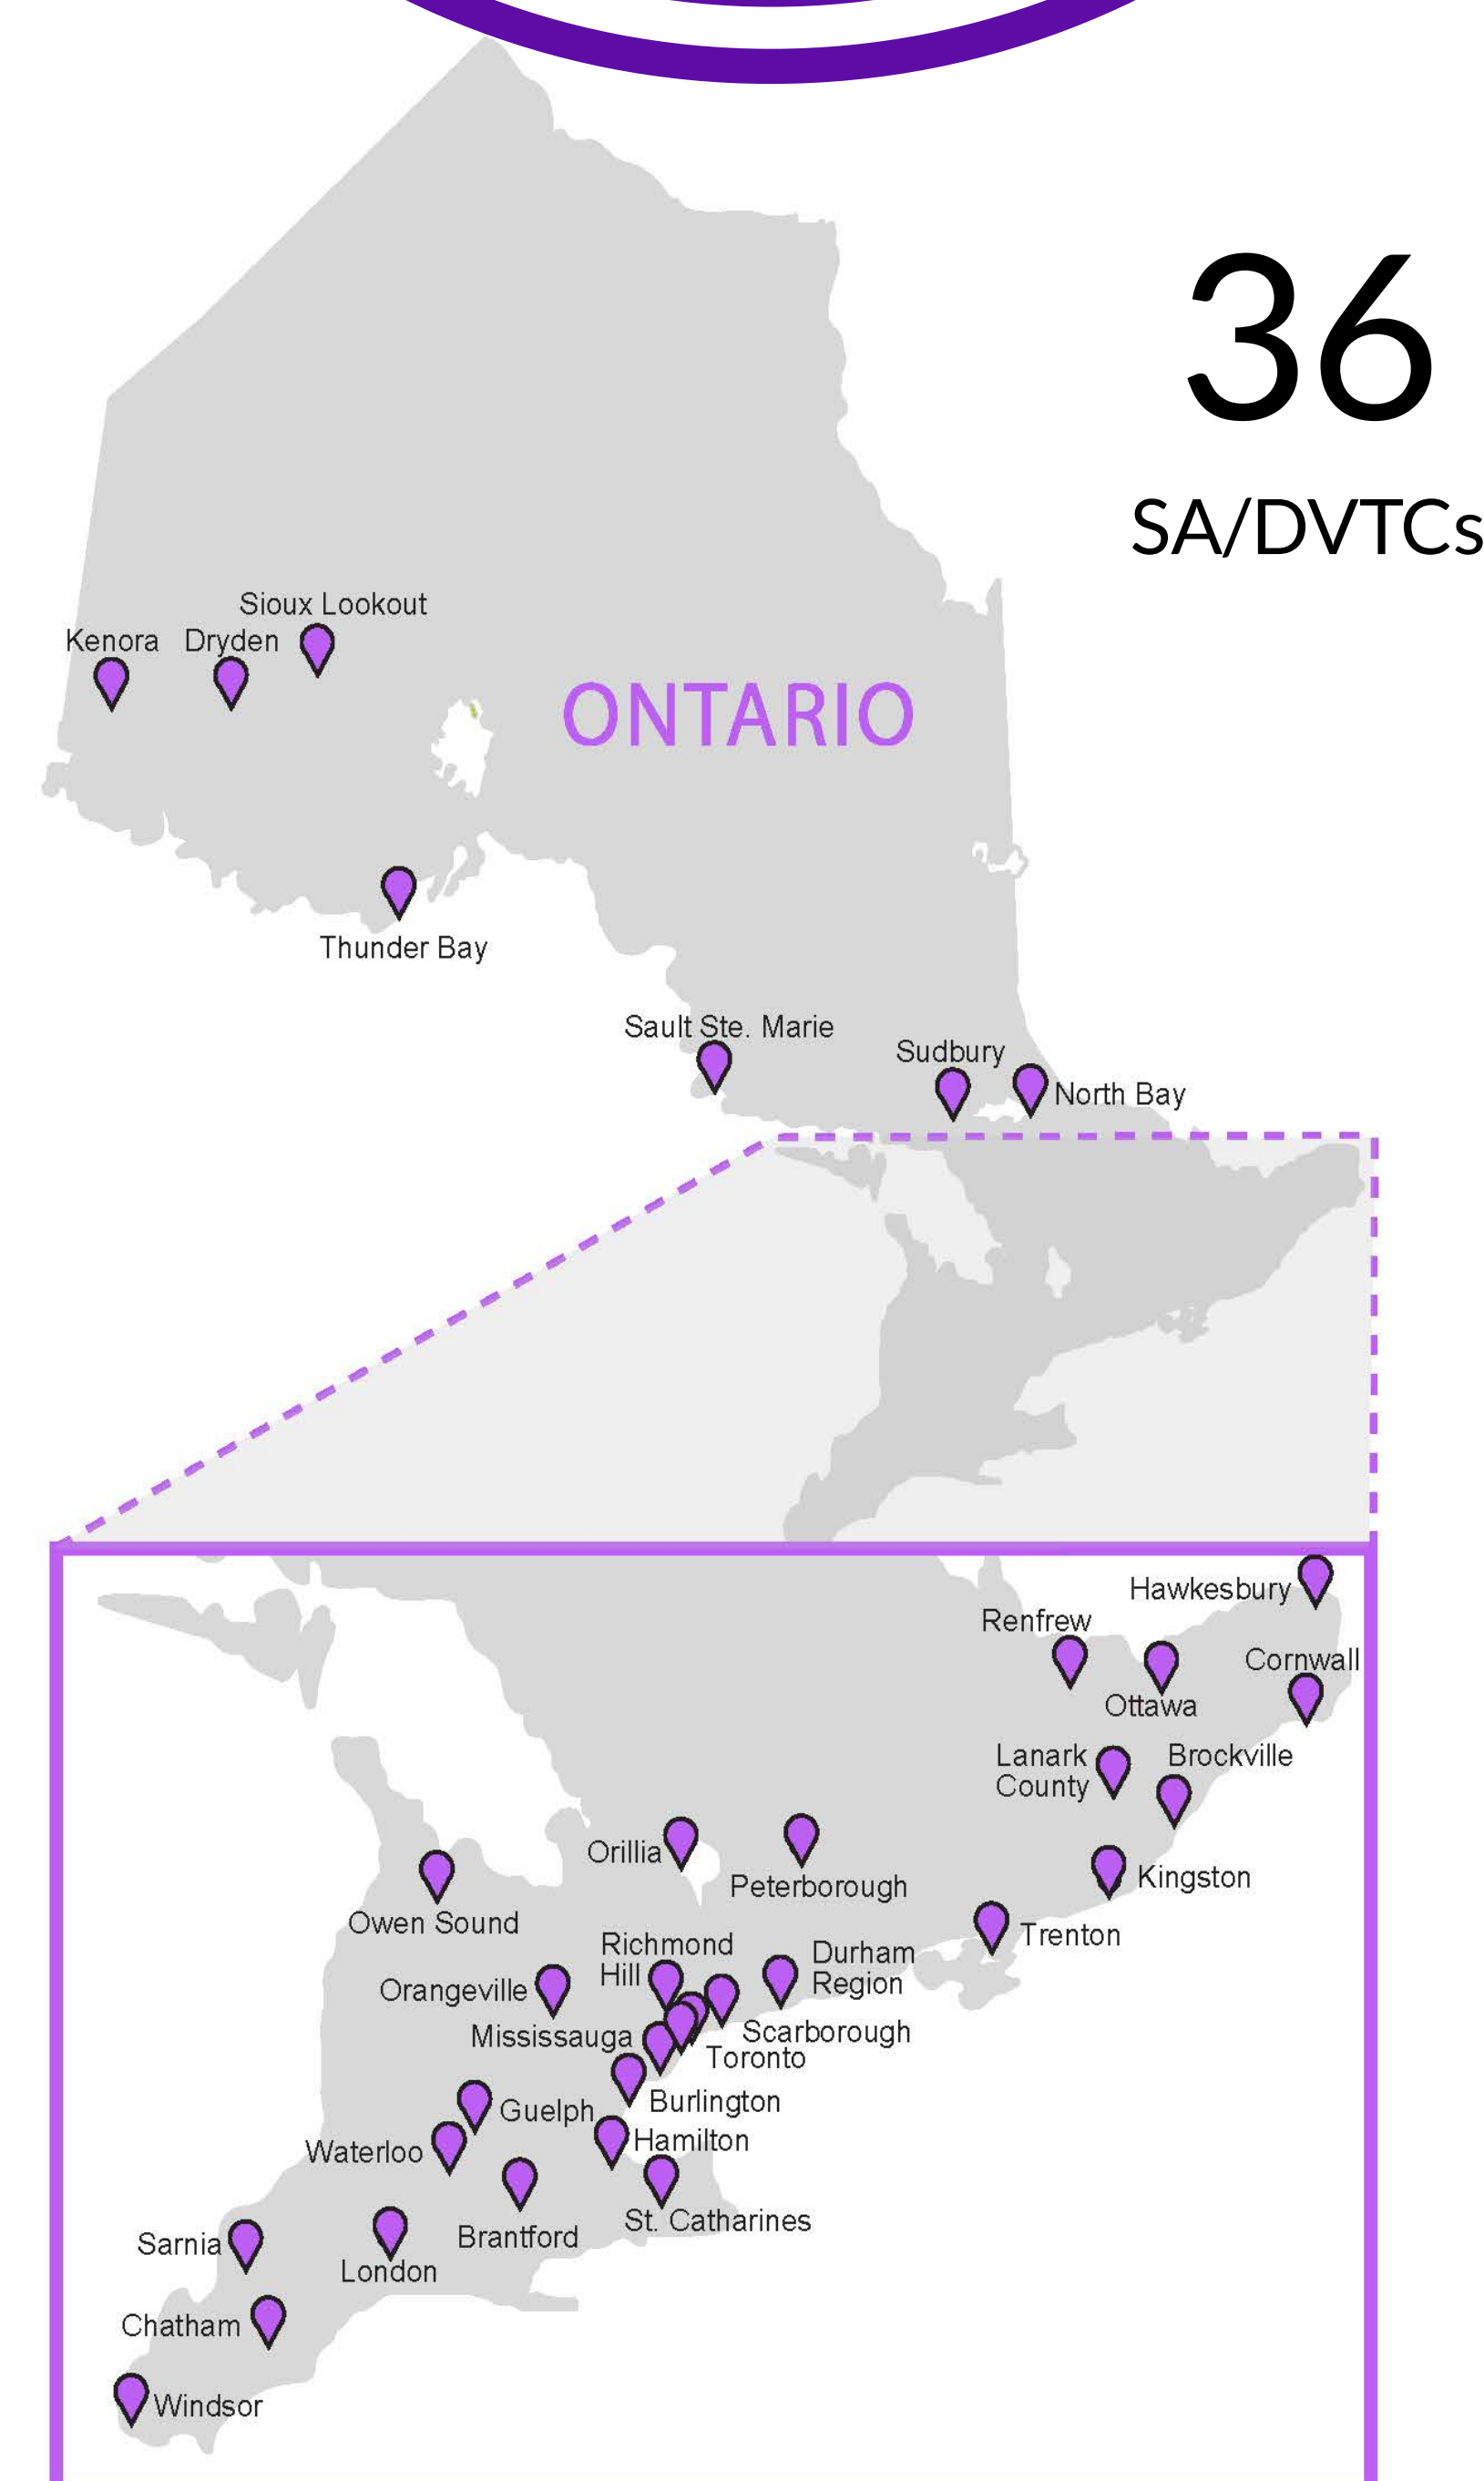 36
SA/DVTCs
Sioux Lookout
Kenora
Dryden
ONTARIO
Thunder Bay
Sault Ste. Marie
Sudbury
North Bay
Hawkesbury
Renfrew
Cornwall
Ottawa
Lanark
County
Brockville
Orillia
Peterborough
Kingston
Owen Sound
Trenton
Richmond
Hill
Durham
Region
Orangeville
Mississauga
Scarborough
Toronto
Burlington
Guelph
Hamilton
Waterloo
St. Catharines
Brantford
Sarnia
London
Chatham
Windsor